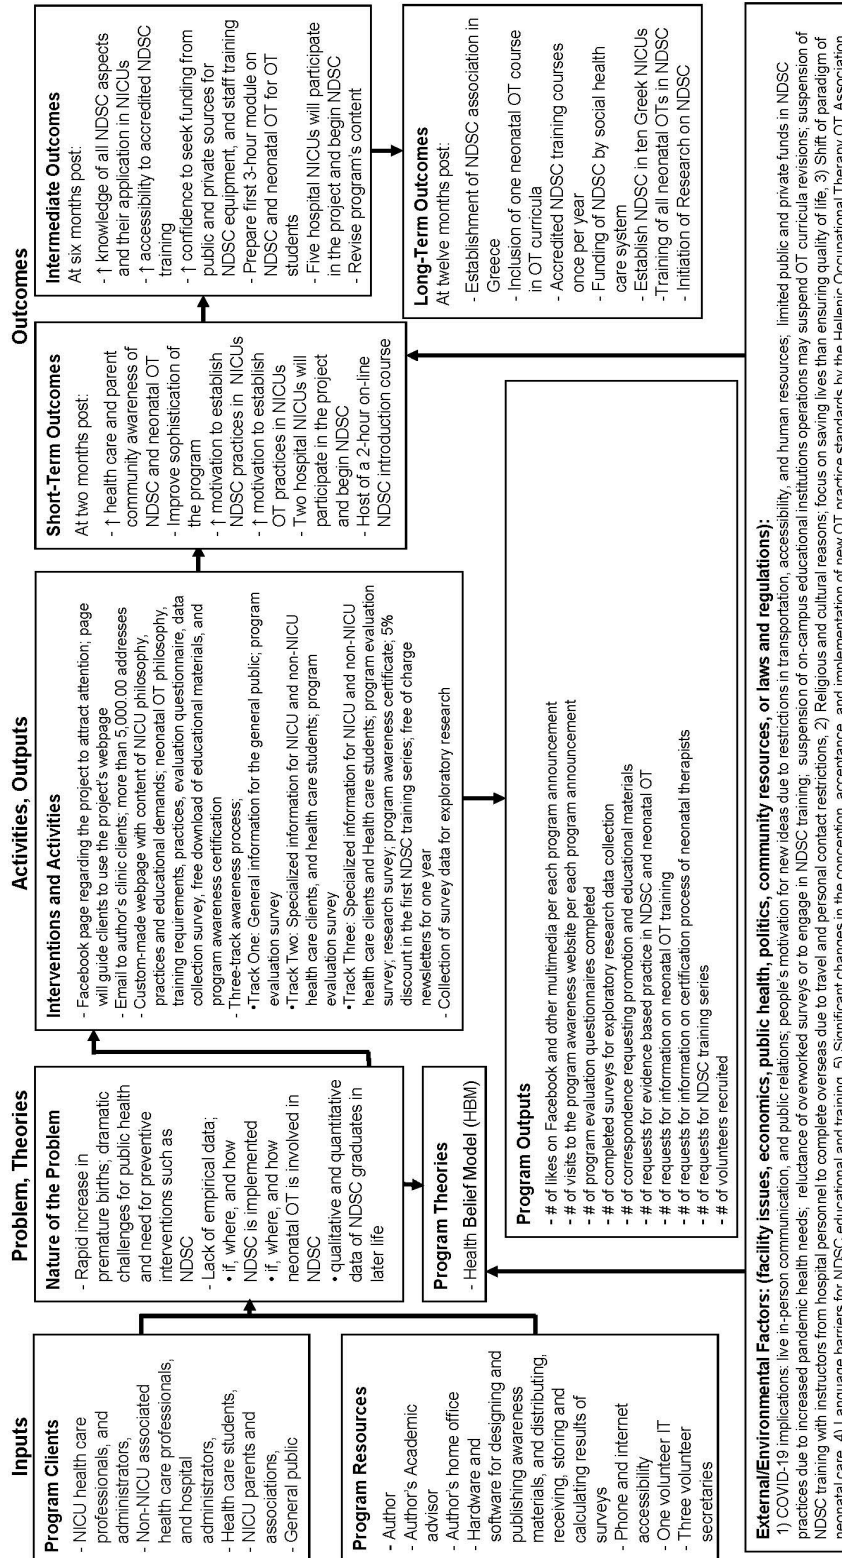 Inputs
Program Clients
- NICU health care
professionals, and
administrators,
- Non-NICU associated
health care professionals,
and hospital
administrators,
- Health care students,
- NICU parents and
associations,
- General public
Program Resources
- Author
- Author's Academic
advisor
- Author's home office
- Hardware and
software for designing and
publishing awareness
materials, and distributing,
receiving, storing and
calculating results of
surveys
- Phone and internet
accessibility
- One volunteer IT
- Three volunteer
secretaries
Problem, Theories
Nature of the Problem
- Rapid increase in
premature births; dramatic
challenges for public health
and need for preventive
interventions such as
NDSC
- Lack of empirical data;
• if, where, and how
NDSC is implemented
• if, where, and how
neonatal OT is involved in
NDSC
• qualitative and quantitative
data of NDSC graduates in
later life
Program Theories
- Health Belief Model (HBM)
Activities, Outputs
Interventions and Activities
- Facebook page regarding the project to attract attention; page
will guide clients to use the project's webpage
- Email to author's clinic clients; more than 5,000.00 addresses
- Custom-made webpage with content of NICU philosophy,
practices and educational demands; neonatal OT philosophy,
training requirements, practices, evaluation questionnaire, data
collection survey, free download of educational materials, and
program awareness certification
- Three-track awareness process;
•Track One: General information for the general public; program
evaluation survey
•Track Two: Specialized information for NICU and non-NICU
health care clients, and health care students; program
evaluation survey
•Track Three: Specialized information for NICU and non-NICU
health care clients and Health care students; program evaluation
survey; research survey; program awareness certificate; 5%
discount in the first NDSC training series; free of charge
newsletters for one year
- Collection of survey data for exploratory research
Program Outputs
- # of likes on Facebook and other multimedia per each program announcement
- # of visits to the program awareness website per each program announcement
- # of program evaluation questionnaires completed
- # of completed surveys for exploratory research data collection
- # of correspondence requesting promotion and educational materials
- # of requests for evidence based practice in NDSC and neonatal OT
- # of requests for information on neonatal OT training
- # of requests for information on certification process of neonatal therapists
- # of requests for NDSC training series
- # of volunteers recruited
Outcomes
Short-Term Outcomes
At two months post:
- ↑ health care and parent
community awareness of
NDSC and neonatal OT
- Improve sophistication of
the program
- ↑ motivation to establish
NDSC practices in NICUs
- ↑ motivation to establish
OT practices in NICUs
- Two hospital NICUs will
participate in the project
and begin NDSC
- Host of a 2-hour on-line
NDSC introduction course
Intermediate Outcomes
At six months post:
- ↑ knowledge of all NDSC aspects
and their application in NICUs
- ↑ accessibility to accredited NDSC
training
- ↑ confidence to seek funding from
public and private sources for
NDSC equipment, and staff training
- Prepare first 3-hour module on
NDSC and neonatal OT for OT
students
- Five hospital NICUs will participate
in the project and begin NDSC
- Revise program's content
Long-Term Outcomes
At twelve months post:
- Establishment of NDSC association in
Greece
- Inclusion of one neonatal OT course
in OT curricula
- Accredited NDSC training courses
once per year
- Funding of NDSC by social health
care system
- Establish NDSC in ten Greek NICUs
-Training of all neonatal OTs in NDSC
- Initiation of Research on NDSC
External/Environmental Factors: (facility issues, economics, public health, politics, community resources, or laws and regulations):
1) COVID-19 implications: live in-person communication, and public relations; people's motivation for new ideas due to restrictions in transportation, accessibility, and human resources; limited public and private funds in NDSC
practices due to increased pandemic health needs; reluctance of overworked surveys or to engage in NDSC training; suspension of on-campus educational institutions operations may suspend OT curricula revisions; suspension of
NDSC training with instructors from hospital personnel to complete overseas due to travel and personal contact restrictions, 2) Religious and cultural reasons; focus on saving lives than ensuring quality of life, 3) Shift of paradigm of
neonatal care, 4) Language barriers for NDSC educational and training, 5) Significant changes in the conception, acceptance, and implementation of new OT practice standards by the Hellenic Occupational Therapy OT Association